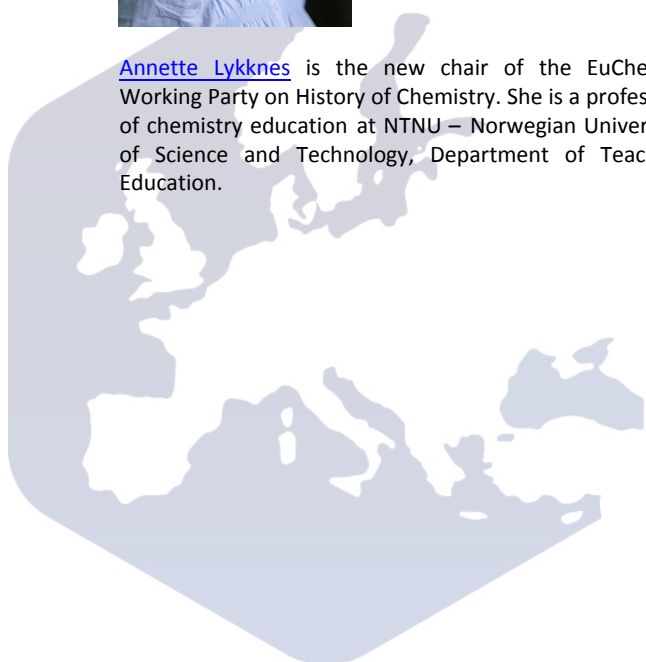 Annette Lykknes is the new chair of the EuChe
Working Party on History of Chemistry. She is a profes
of chemistry education at NTNU – Norwegian Univer
of Science and Technology, Department of Teac
Education.